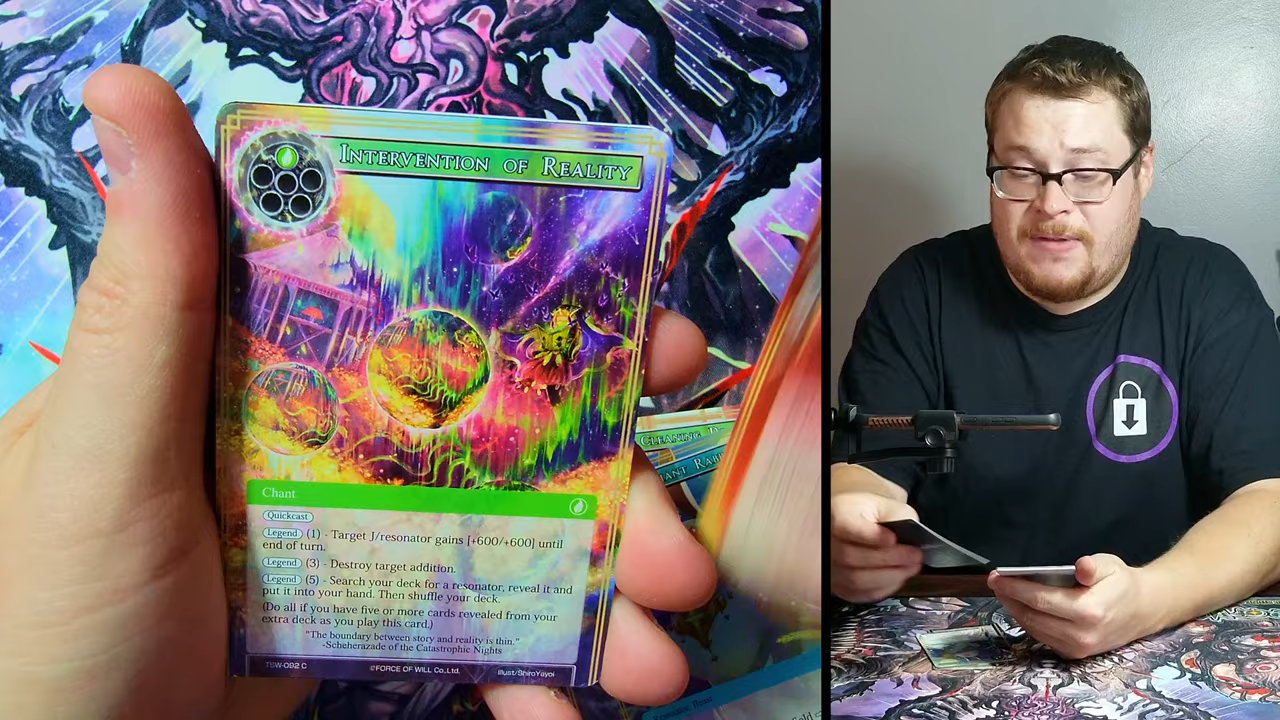 INTERVENTION OF REALITY
Chant
Quickcast
Legend (1) - Target J/resonator gains [+600/+600] until
end of turn.
Legend (3) - Destroy target addition.
Legend (5) - Search your deck for a resonator, reveal it and
put it into your hand. Then shuffle your deck.
(Do all if you have five or more cards revealed from your
extra deck as you play this card.)
"The boundary between story and reality is thin."
-Scheherazade of the Catastrophic Nights
TSW-092 C
©FORCE OF WILL Co.,Ltd.
Illust/ShiroYayoi
CLEANING